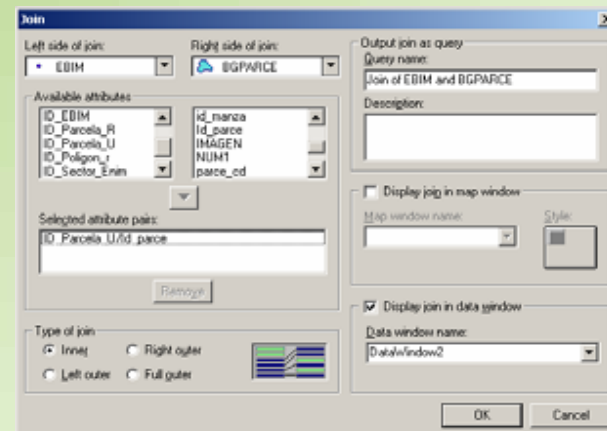 Join
Left side of join:
EBIM
Right side of join:
BGPARCE
Available attributes
ID_EBIM
ID_Parcela_R
ID_Parcela_U
ID_Poligon_r
ID_Sector_Enim
id_manza
Id_parce
IMAGEN
NUM1
parce_cd
Selected attribute pairs:
ID_Parcela_U/Id_parce
Remove
Type of join
Inner
Right outer
Left outer
Full outer
Output join as query
Query name:
Join of EBIM and BGPARCE
Description:
Display join in map window
Map window name:
Style:
Display join in data window
Data window name:
DataWindow2
OK
Cancel